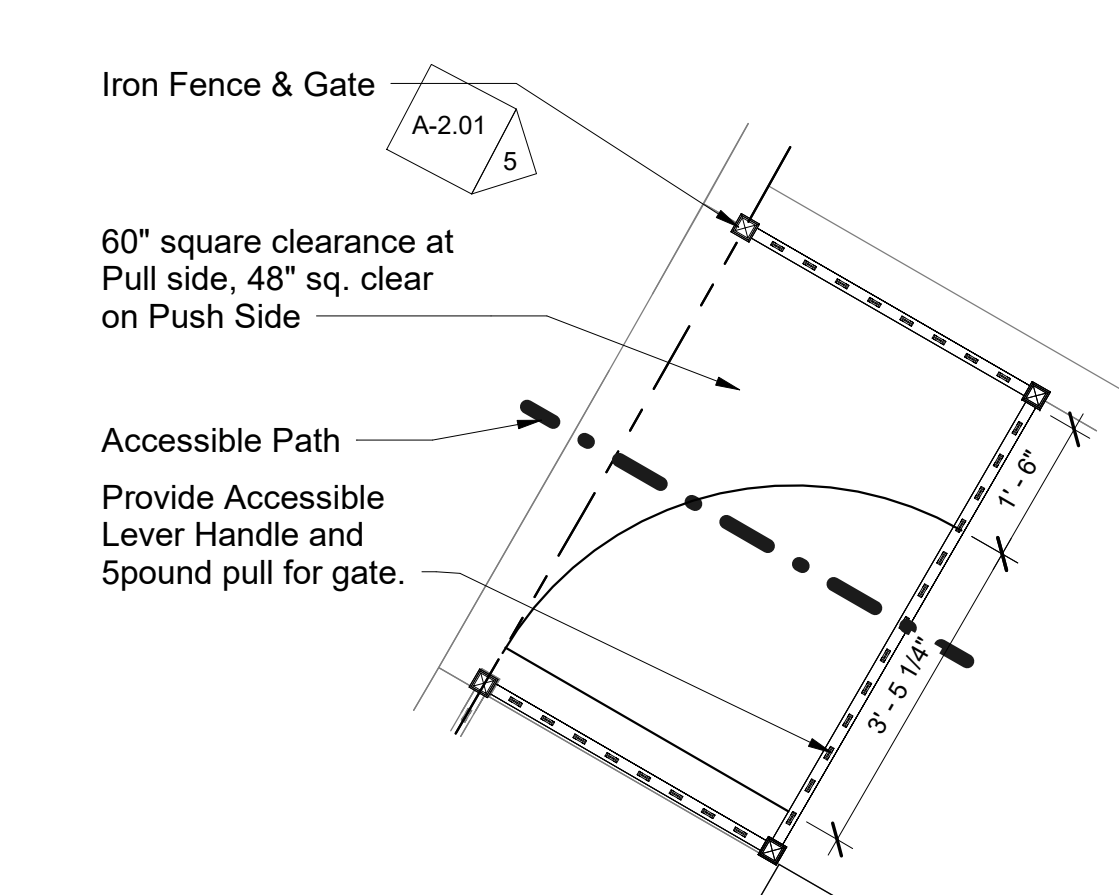 Iron Fence & Gate
A-2.01
5
60" square clearance at
Pull side, 48" sq. clear
on Push Side
Accessible Path
Provide Accessible
Lever Handle and
5pound pull for gate.
1' - 6"
3' - 5 1/4"